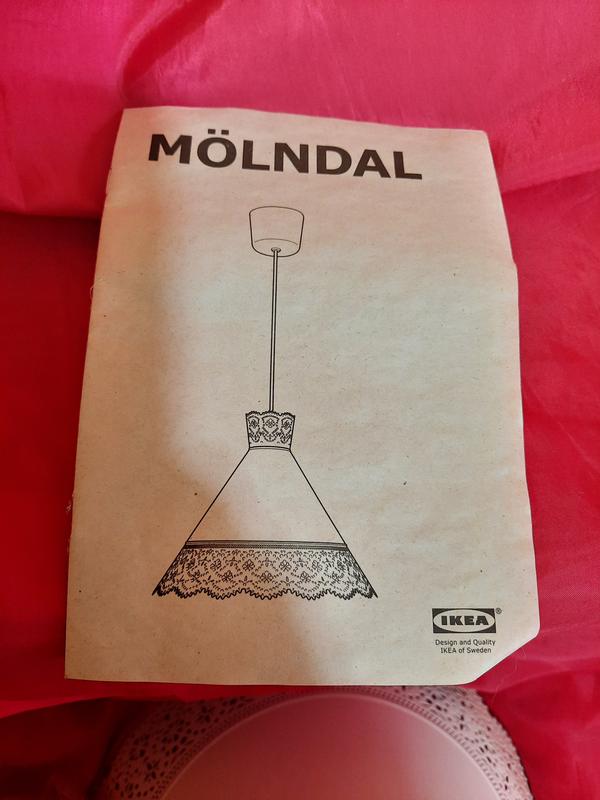 MÖLNDAL
IKEA®
Design and Quality
IKEA of Sweden